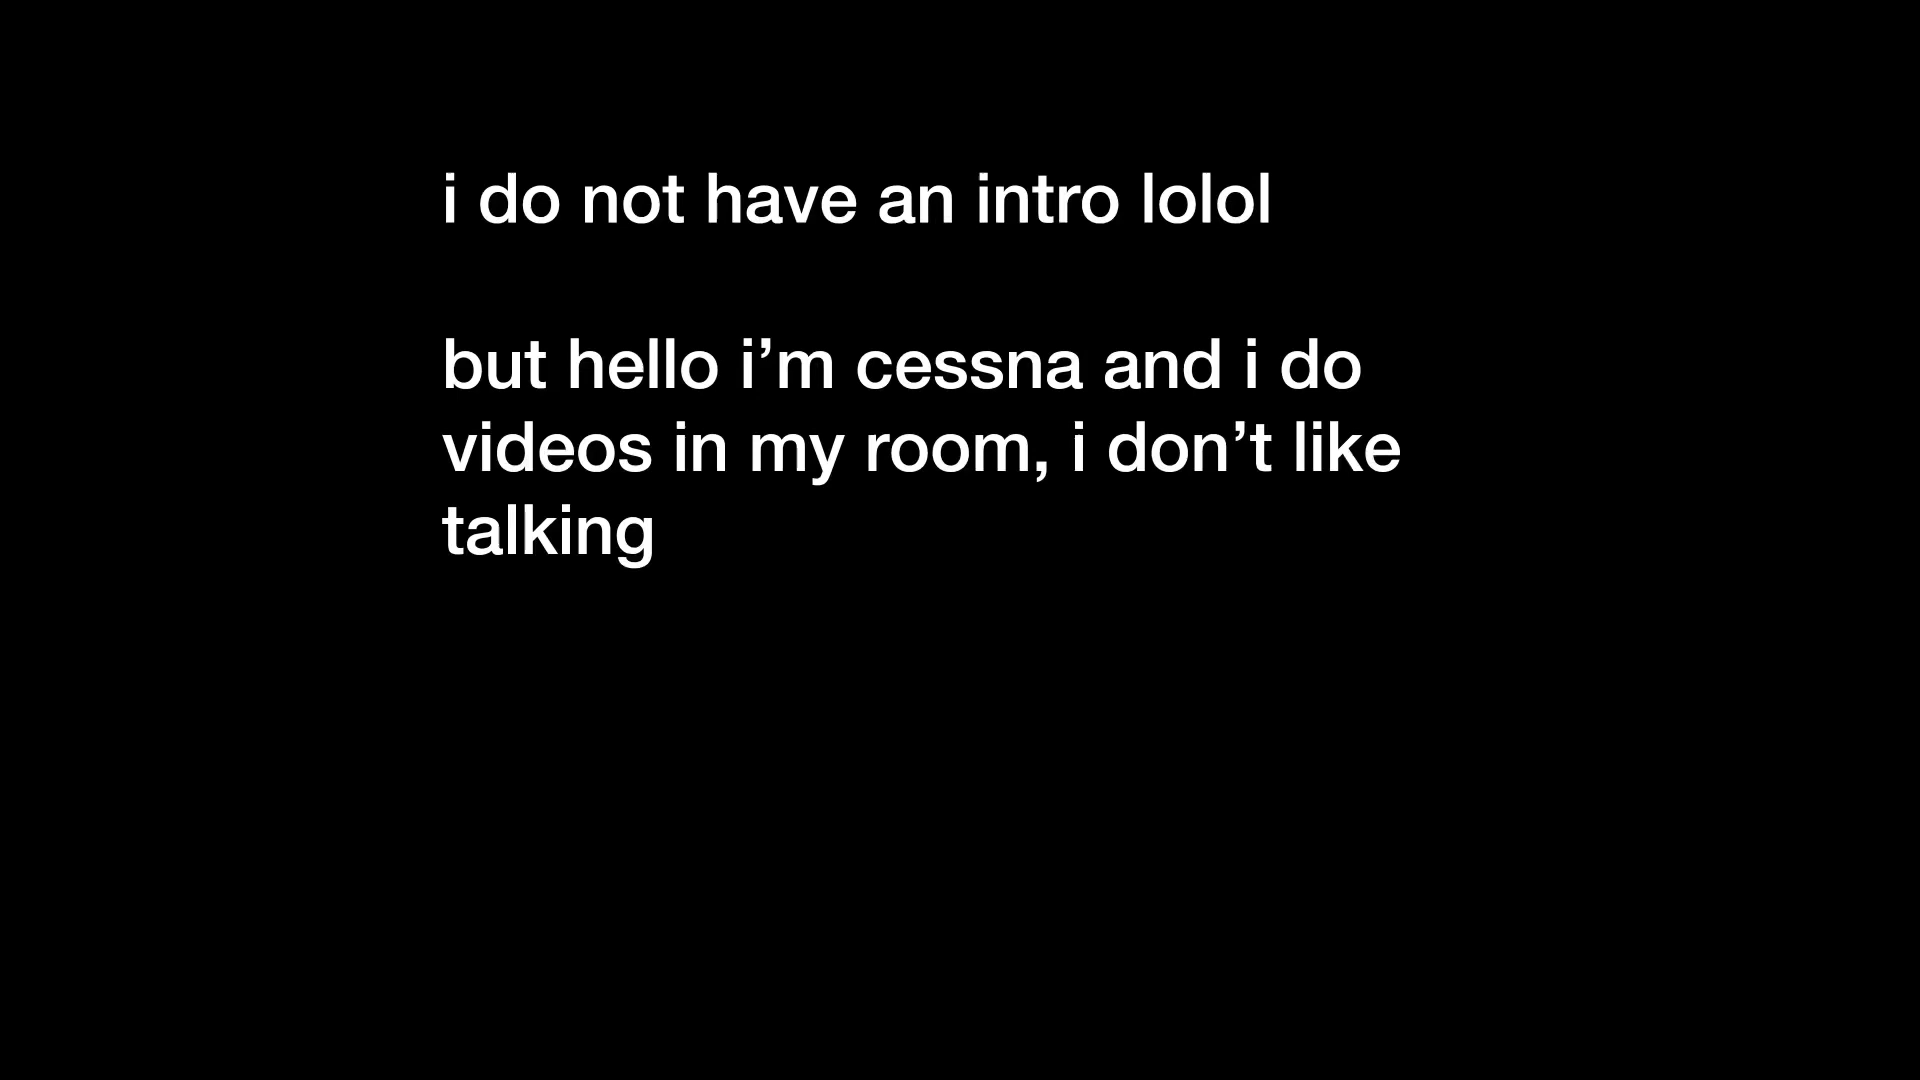 i do not have an intro lolol
but hello i’m cessna and i do
videos in my room, i don’t like
talking